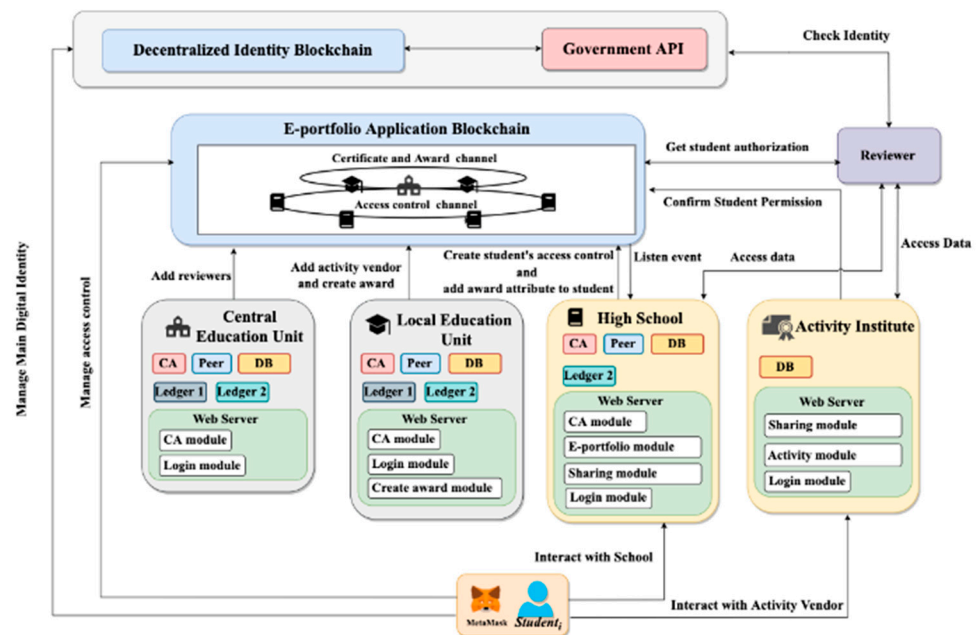 Decentralized Identity Blockchain
Government API
Check Identity
E-portfolio Application Blockchain
Certificate and Award channel
Access control channel
Get student authorization
Reviewer
Confirm Student Permission
Manage Main Digital Identity
Manage access control
Add reviewers
Add activity vendor
and create award
Create student's access control
and
add award attribute to student
Listen event
Access data
Access Data
Central
Education Unit
CA
Peer
DB
Ledger 1
Ledger 2
Web Server
CA module
Login module
Local Education
Unit
CA
Peer
DB
Ledger 1
Ledger 2
Web Server
CA module
Login module
Create award module
High School
CA
Peer
DB
Ledger 2
Web Server
CA module
E-portfolio module
Sharing module
Login module
Activity Institute
DB
Web Server
Sharing module
Activity module
Login module
Interact with School
Interact with Activity Vendor
MetaMask
Student i